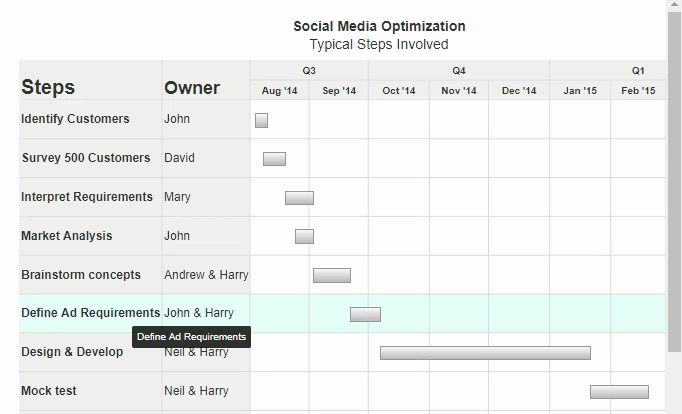 Social Media Optimization
Typical Steps Involved
Steps Owner Q3 Q4 Q1
Aug '14 Sep '14 Oct '14 Nov '14 Dec '14 Jan '15 Feb '15
Identify Customers John
Survey 500 Customers David
Interpret Requirements Mary
Market Analysis John
Brainstorm concepts Andrew & Harry
Define Ad Requirements John & Harry
Define Ad Requirements
Design & Develop Neil & Harry
Mock test Neil & Harry